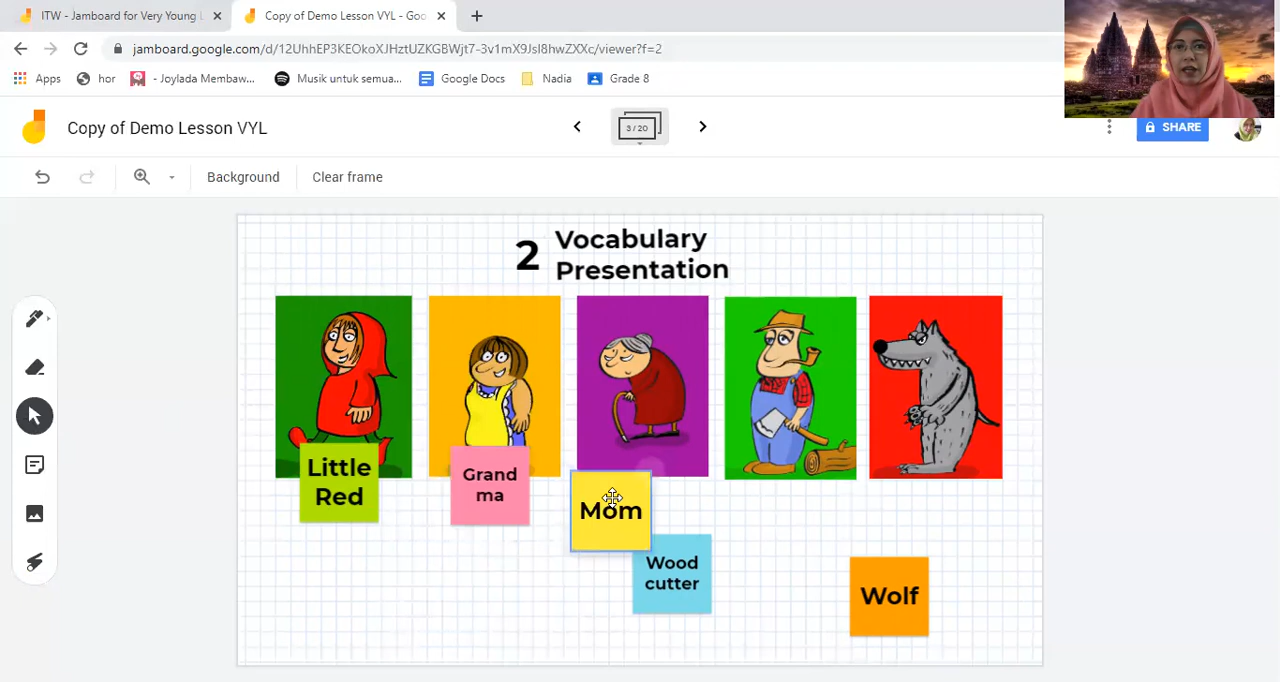 ITW - Jamboard for Very Young L
Copy of Demo Lesson VYL - Goo
jamboard.google.com/d/12UhhEP3KEOkoXJHztUZKGBWjt7-3v1mX9Jsl8hwZXXc/viewer?f=2
Apps
hor
- Joylada Membaw...
Musik untuk semua...
Google Docs
Nadia
Grade 8
Copy of Demo Lesson VYL
3 / 20
SHARE
Background
Clear frame
2
Vocabulary
Presentation
Little
Red
Grand
ma
Mom
Wood
cutter
Wolf